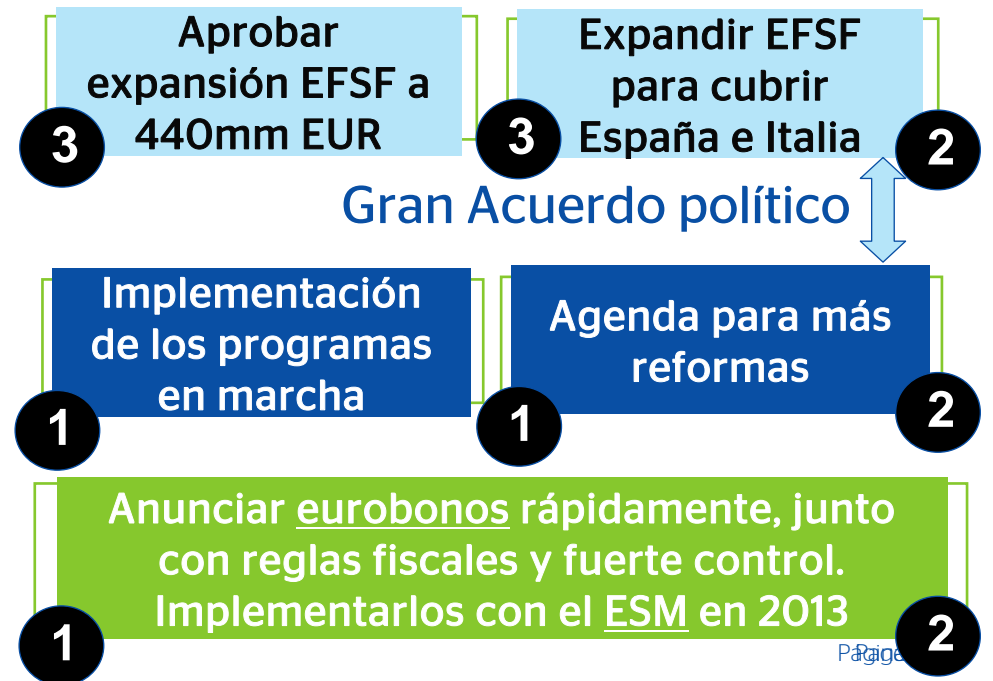 Aprobar
expansión EFSF a
440mm EUR
3
Expandir EFSF
para cubrir
España e Italia
3
2
Gran Acuerdo político
Implementación
de los programas
en marcha
1
Agenda para más
reformas
1
2
Anunciar eurobonos rápidamente, junto
con reglas fiscales y fuerte control.
Implementarlos con el ESM en 2013
1
2